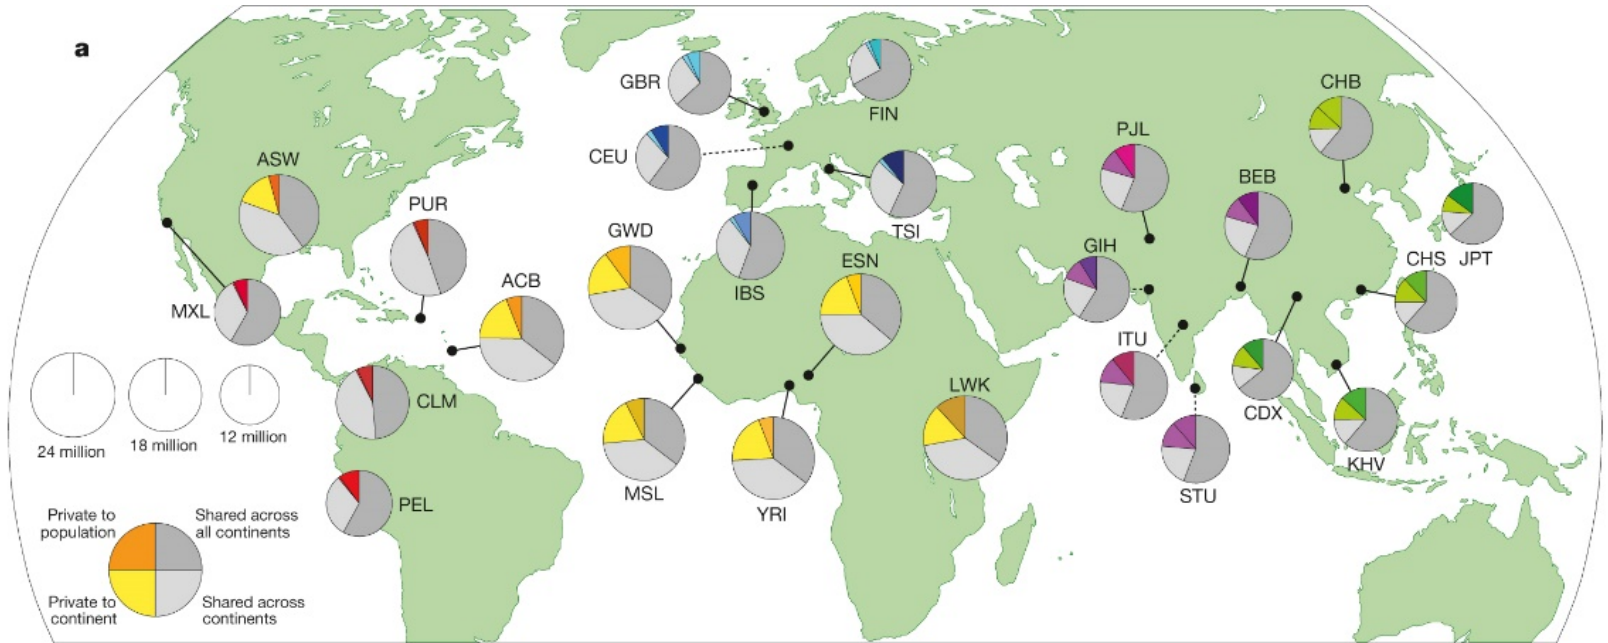 a
GBR
FIN
CHB
CEU
PJL
ASW
BEB
PUR
TSI
GWD
GIH
CHS
JPT
ESN
ACB
IBS
MXL
ITU
LWK
CLM
CDX
24 million
18 million
12 million
KHV
MSL
STU
PEL
YRI
Private to
population
Shared across
all continents
Private to
continent
Shared across
continents